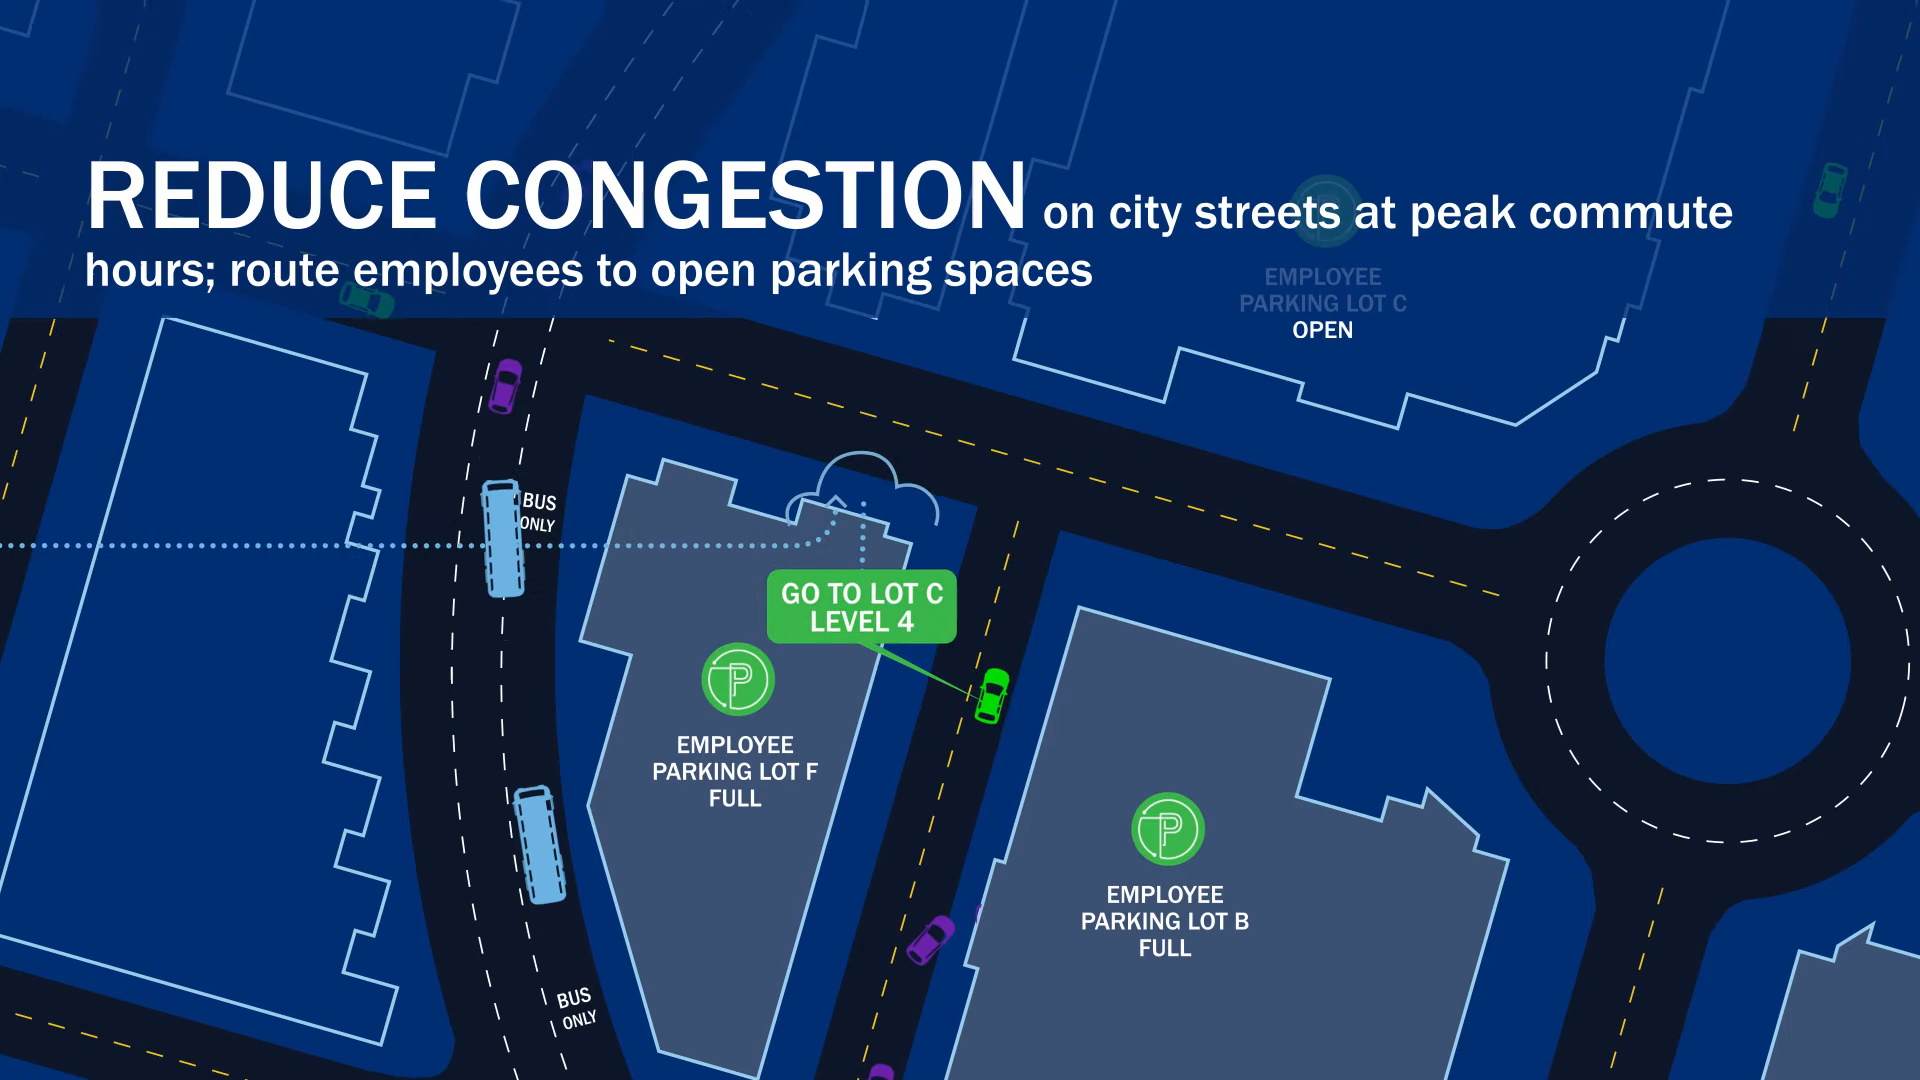 REDUCE CONGESTION on city streets at peak commute
hours; route employees to open parking spaces
EMPLOYEE
PARKING LOT C
OPEN
BUS
ONLY
GO TO LOT C
LEVEL 4
P
EMPLOYEE
PARKING LOT F
FULL
P
EMPLOYEE
PARKING LOT B
FULL
BUS
ONLY